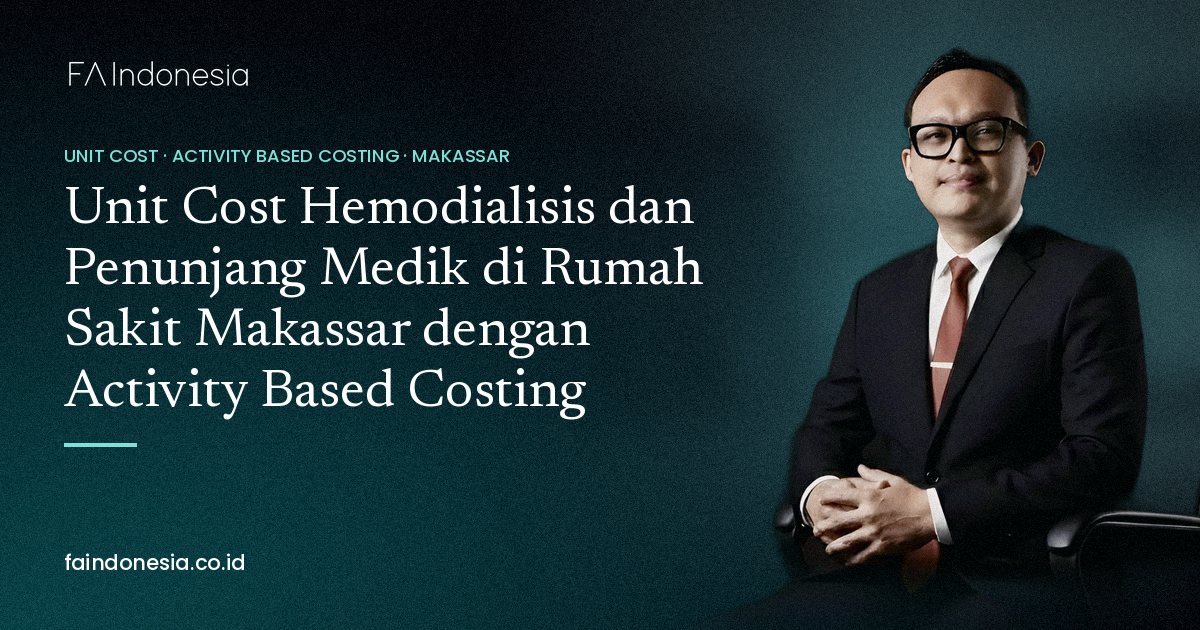 FA Indonesia
UNIT COST · ACTIVITY BASED COSTING · MAKASSAR
Unit Cost Hemodialisis dan
Penunjang Medik di Rumah
Sakit Makassar dengan
Activity Based Costing
faindonesia.co.id